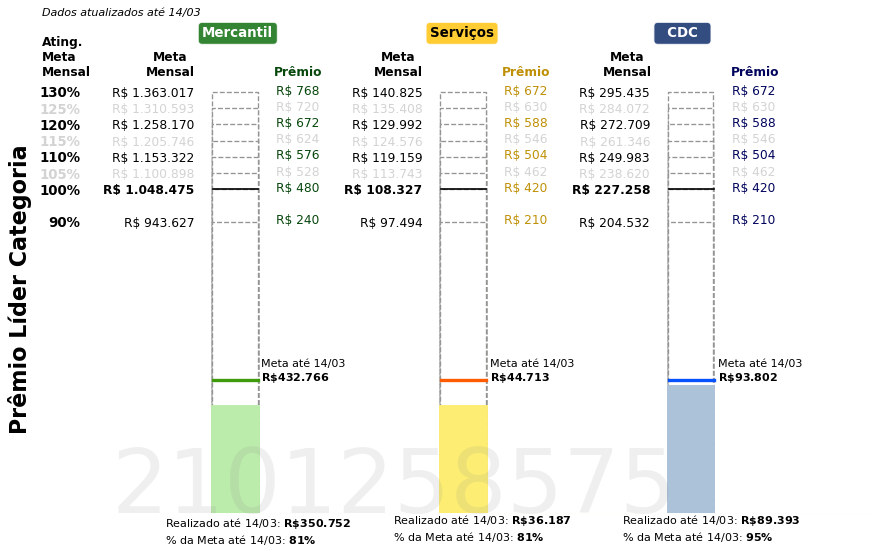 Dados atualizados até 14/03
Mercantil
Serviços
CDC
Ating.
Meta
Mensal
Meta
Mensal
Prêmio
Meta
Mensal
Prêmio
Meta
Mensal
Prêmio
130% R$ 1.363.017 R$ 768 R$ 140.825 R$ 672 R$ 295.435 R$ 672
125% R$ 1.310.593 R$ 720 R$ 135.408 R$ 630 R$ 284.072 R$ 630
120% R$ 1.258.170 R$ 672 R$ 129.992 R$ 588 R$ 272.709 R$ 588
115% R$ 1.205.746 R$ 624 R$ 124.576 R$ 546 R$ 261.346 R$ 546
110% R$ 1.153.322 R$ 576 R$ 119.159 R$ 504 R$ 249.983 R$ 504
105% R$ 1.100.898 R$ 528 R$ 113.743 R$ 462 R$ 238.620 R$ 462
100% R$ 1.048.475 R$ 480 R$ 108.327 R$ 420 R$ 227.258 R$ 420
90% R$ 943.627 R$ 240 R$ 97.494 R$ 210 R$ 204.532 R$ 210
Prêmio Líder Categoria
Meta até 14/03
R$432.766
Meta até 14/03
R$44.713
Meta até 14/03
R$93.802
2101258575
Realizado até 14/03: R$350.752
% da Meta até 14/03: 81%
Realizado até 14/03: R$36.187
% da Meta até 14/03: 81%
Realizado até 14/03: R$89.393
% da Meta até 14/03: 95%